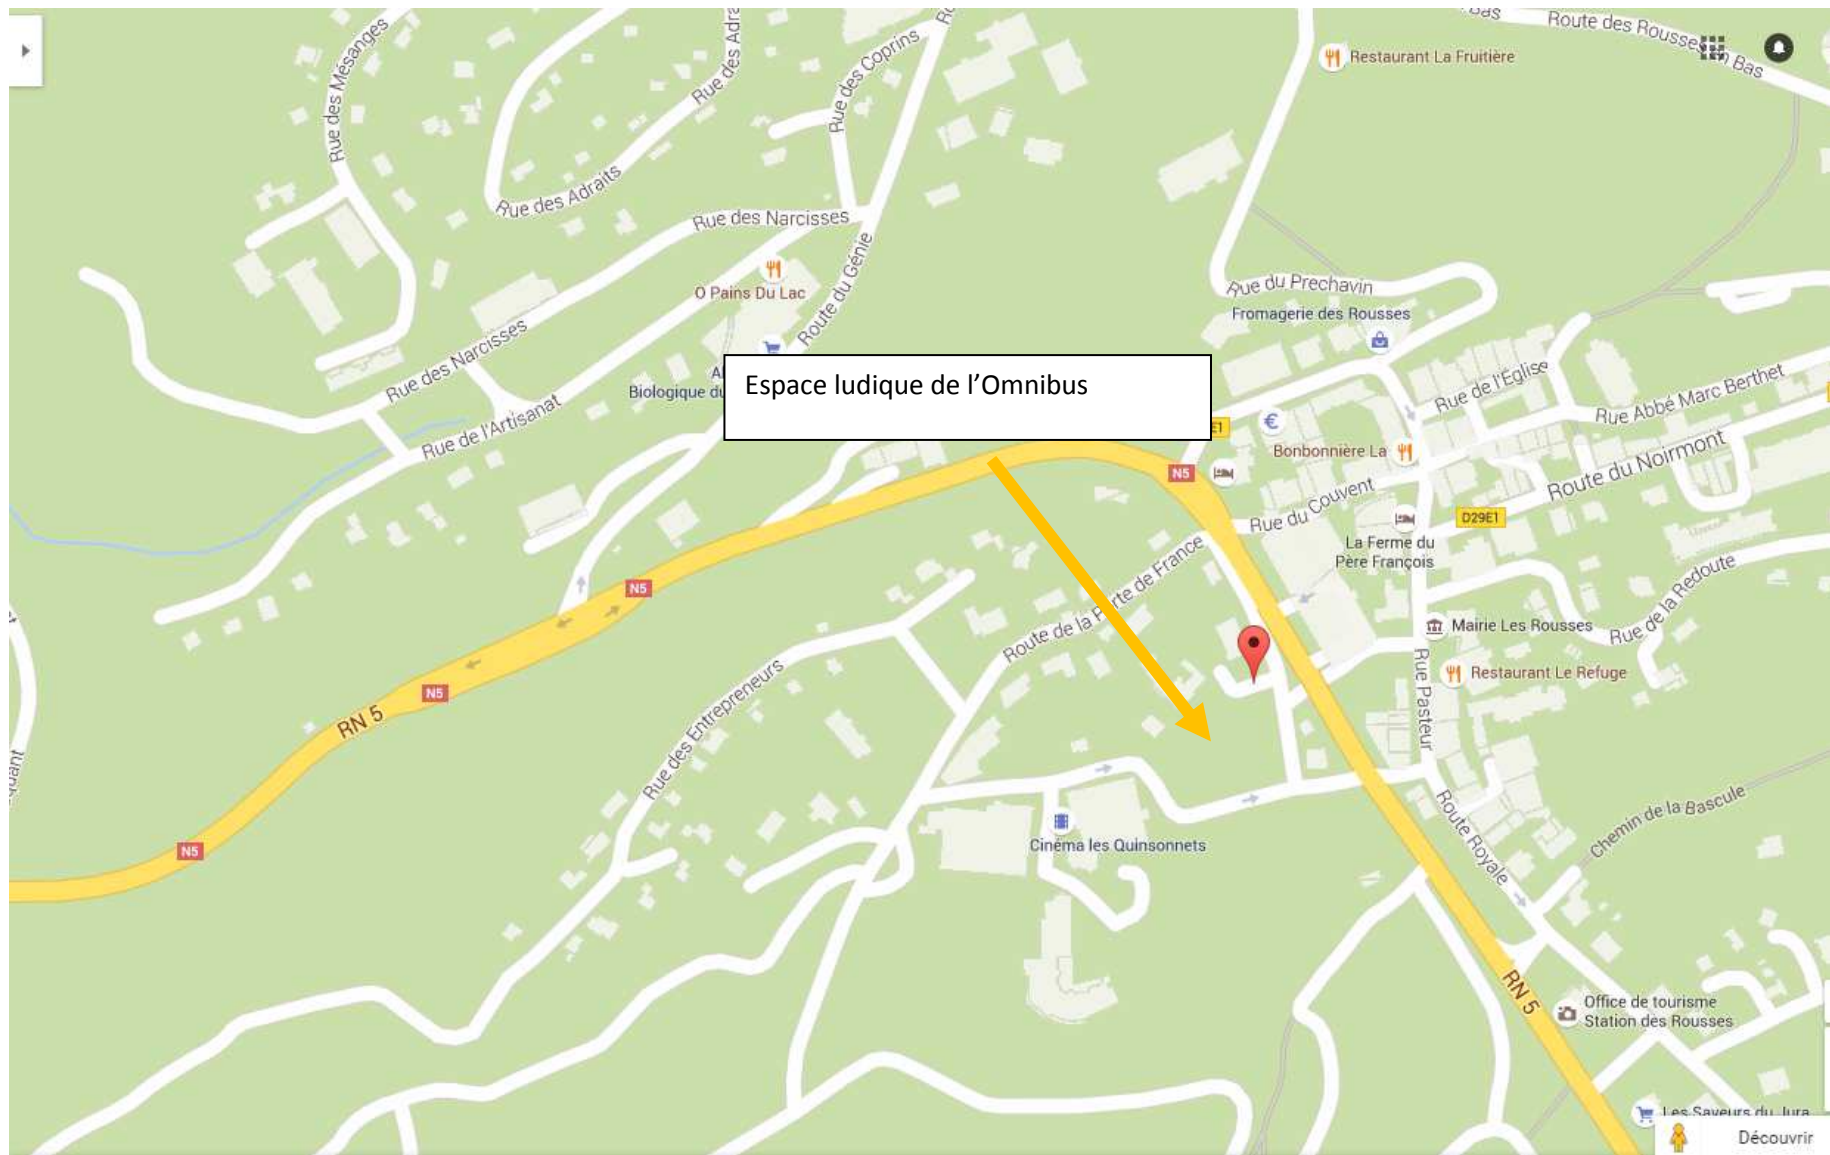 Route des Rousses
Bas
Restaurant La Fruitière
Rue des Mésanges
Rue des Coprins
Rue des Adraits
Rue des Narcisses
Route du Génie
O Pains Du Lac
Rue du Prechavin
Fromagerie des Rousses
Rue des Narcisses
Espace ludique de l’Omnibus
Biologique du
Rue de l'Artisanat
Rue de l'Église
Rue Abbé Marc Berthet
E1
€
Bonbonnière La
N5
Route du Noirmont
Rue du Couvent
D29E1
La Ferme du
Père François
N5
Route de la Porte de France
Rue de la Redoute
Mairie Les Rousses
Restaurant Le Refuge
Rue Pasteur
N5
RN 5
Rue des Entrepreneurs
N5
Cinéma les Quinsonnets
Chemin de la Bascule
Route Royale
RN 5
Office de tourisme
Station des Rousses
Les Saveurs du Jura
Découvrir